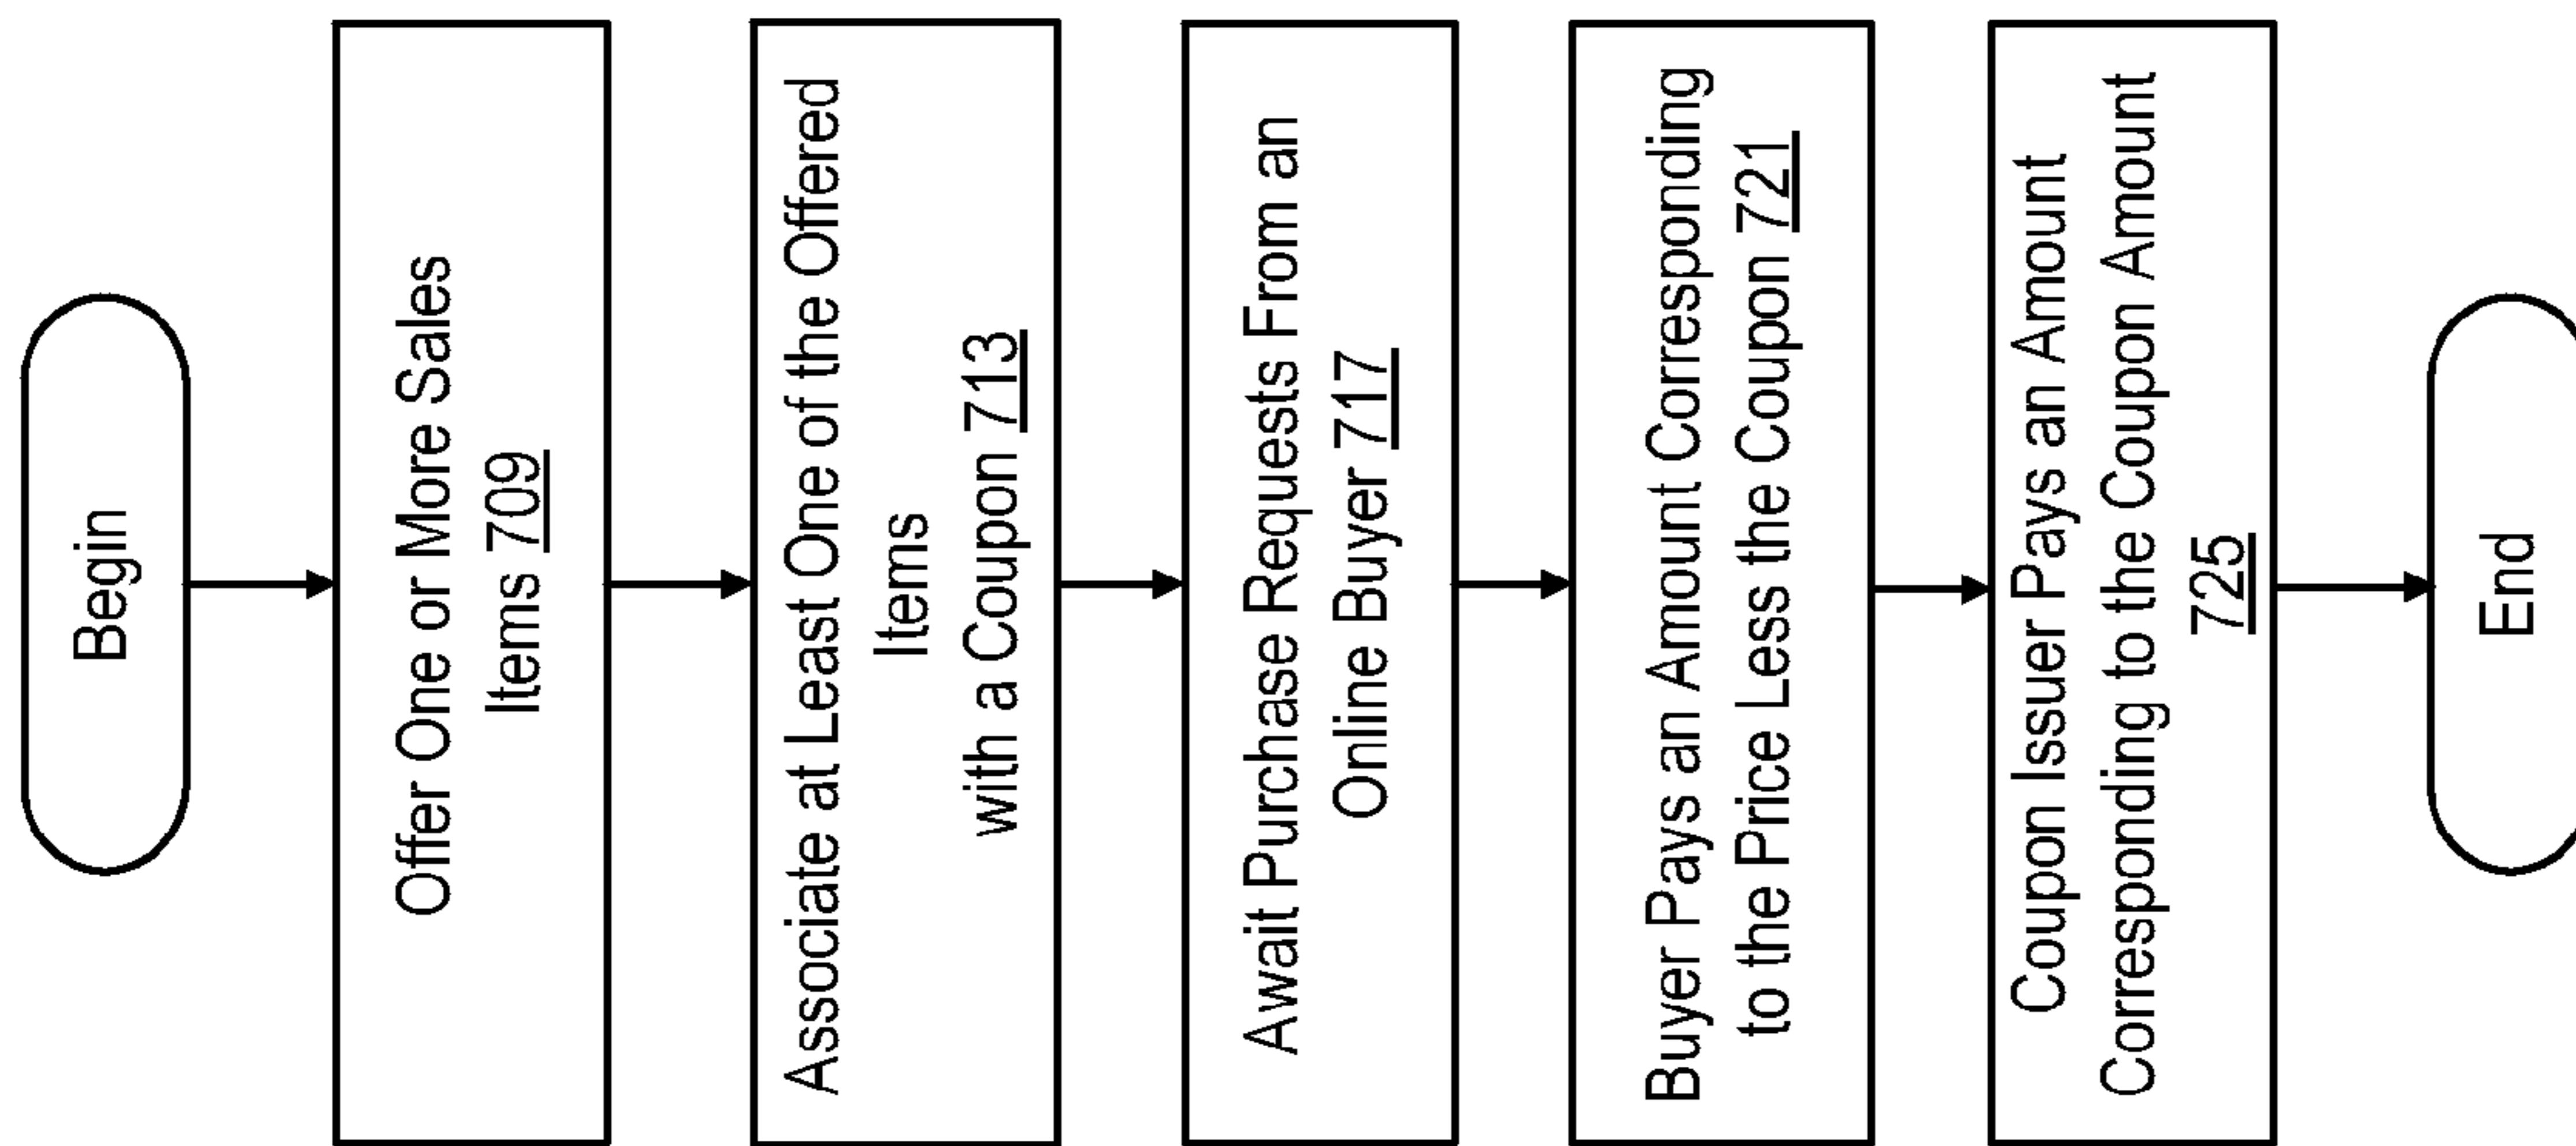 Begin
Offer One or More Sales
Items 709
Associate at Least One of the Offered
Items
with a Coupon 713
Await Purchase Requests From an
Online Buyer 717
Buyer Pays an Amount Corresponding
to the Price Less the Coupon 721
Coupon Issuer Pays an Amount
Corresponding to the Coupon Amount
725
End